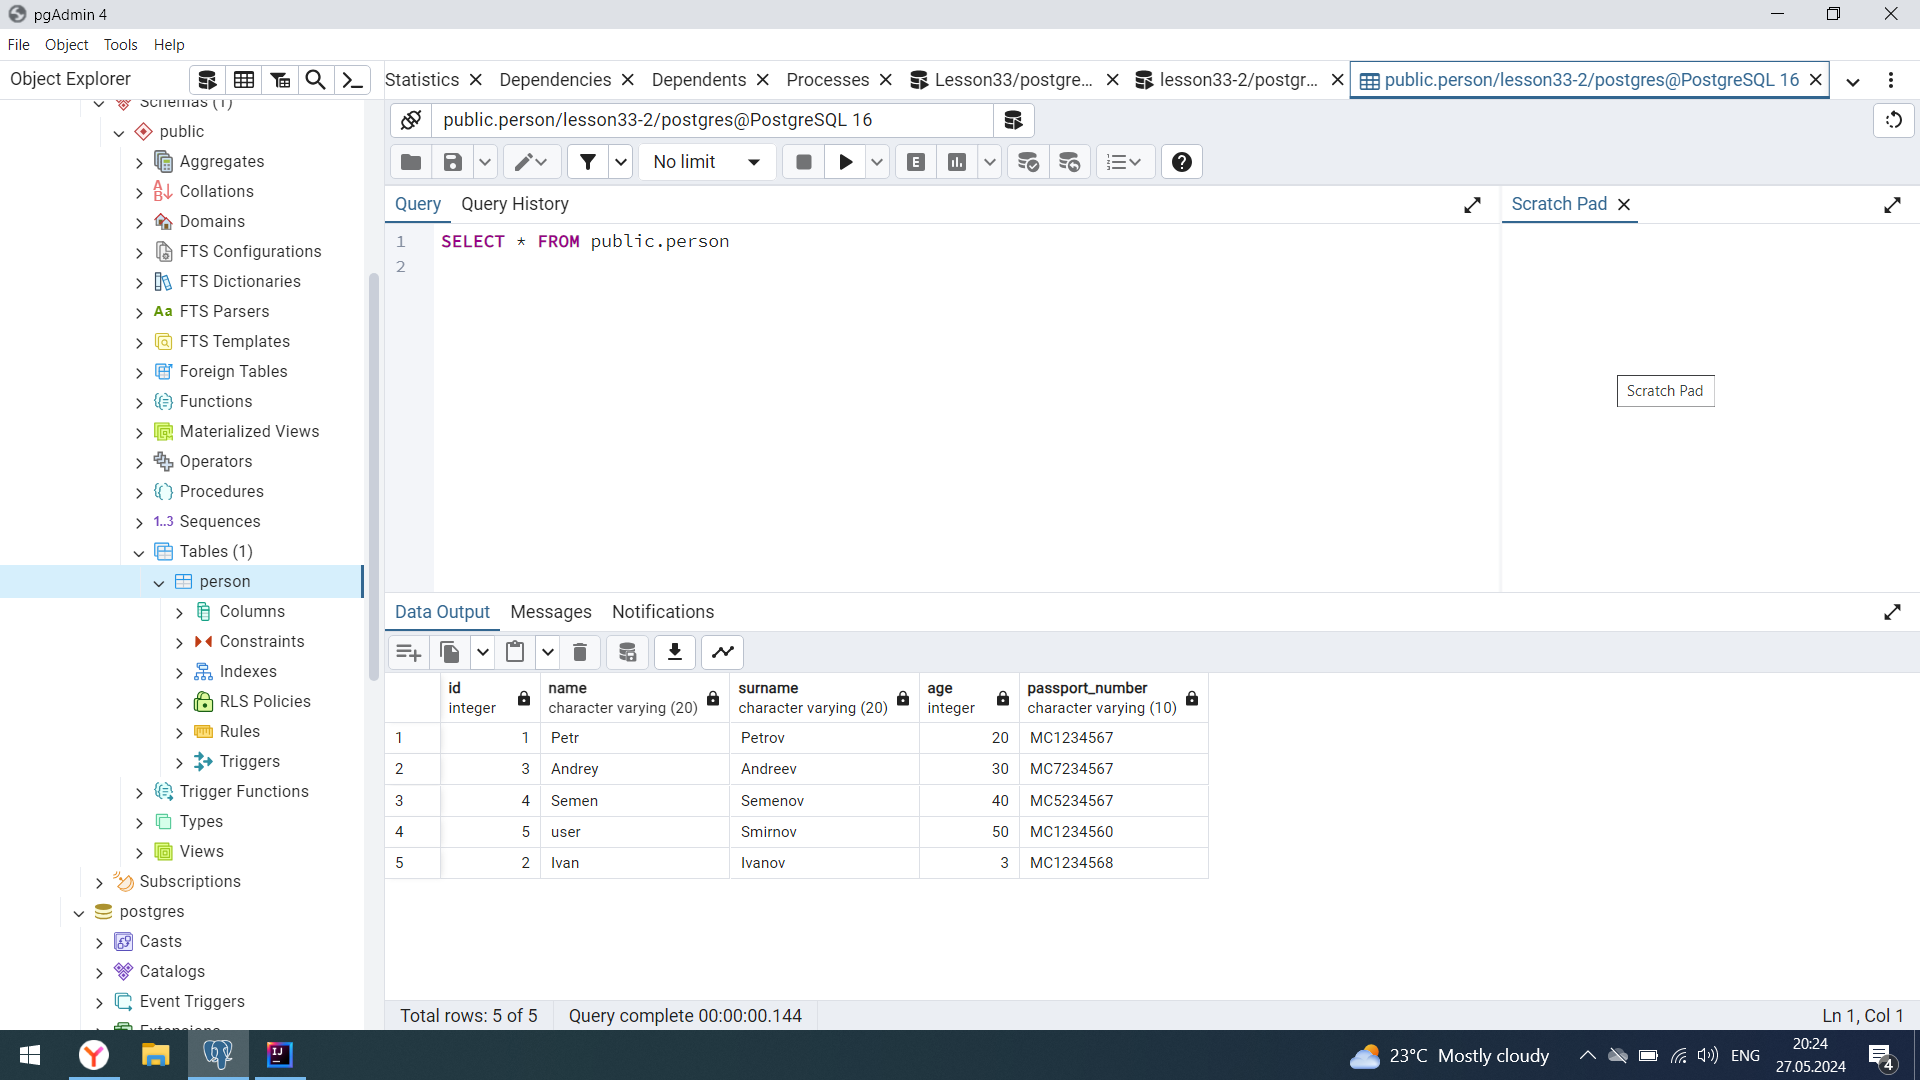 pgAdmin 4
File Object Tools Help
Object Explorer
Statistics Dependencies Dependents Processes Lesson33/postgre... lesson33-2/postgr... public.person/lesson33-2/postgres@PostgreSQL 16
Schemas (1)
public
Aggregates
Collations
Domains
FTS Configurations
FTS Dictionaries
Aa FTS Parsers
FTS Templates
Foreign Tables
Functions
Materialized Views
Operators
Procedures
1..3 Sequences
Tables (1)
person
Columns
Constraints
Indexes
RLS Policies
Rules
Triggers
Trigger Functions
Types
Views
Subscriptions
postgres
Casts
Catalogs
Event Triggers
Extensions
public.person/lesson33-2/postgres@PostgreSQL 16
No limit E
Query Query History
1 SELECT * FROM public.person
2
Scratch Pad
Scratch Pad
Data Output Messages Notifications
id name surname age passport_number
integer character varying (20) character varying (20) integer character varying (10)
1 1 Petr Petrov 20 MC1234567
2 3 Andrey Andreev 30 MC7234567
3 4 Semen Semenov 40 MC5234567
4 5 user Smirnov 50 MC1234560
5 2 Ivan Ivanov 3 MC1234568
Total rows: 5 of 5 Query complete 00:00:00.144 Ln 1, Col 1
Y IJ 23°C Mostly cloudy ENG 20:24
27.05.2024 4